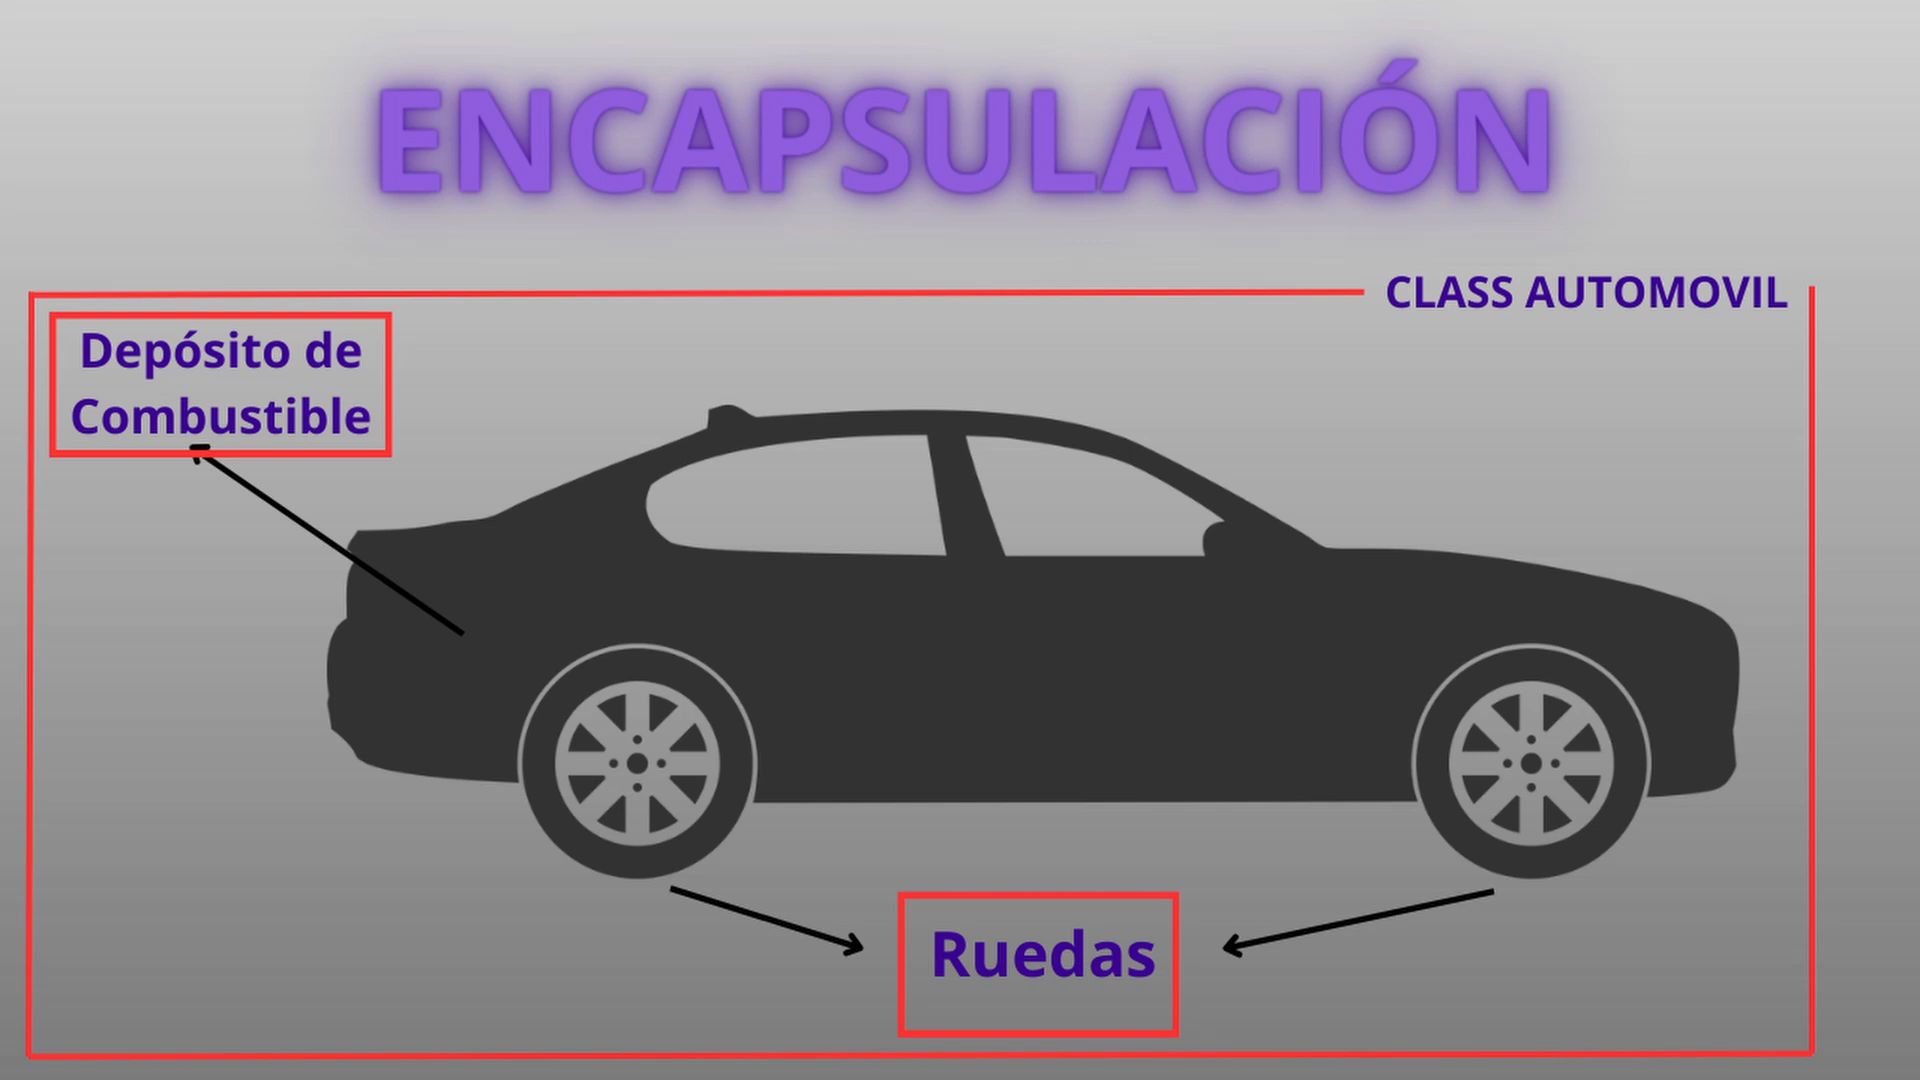 ENCAPSULACIÓN
CLASS AUTOMOVIL
Depósito de
Combustible
Ruedas